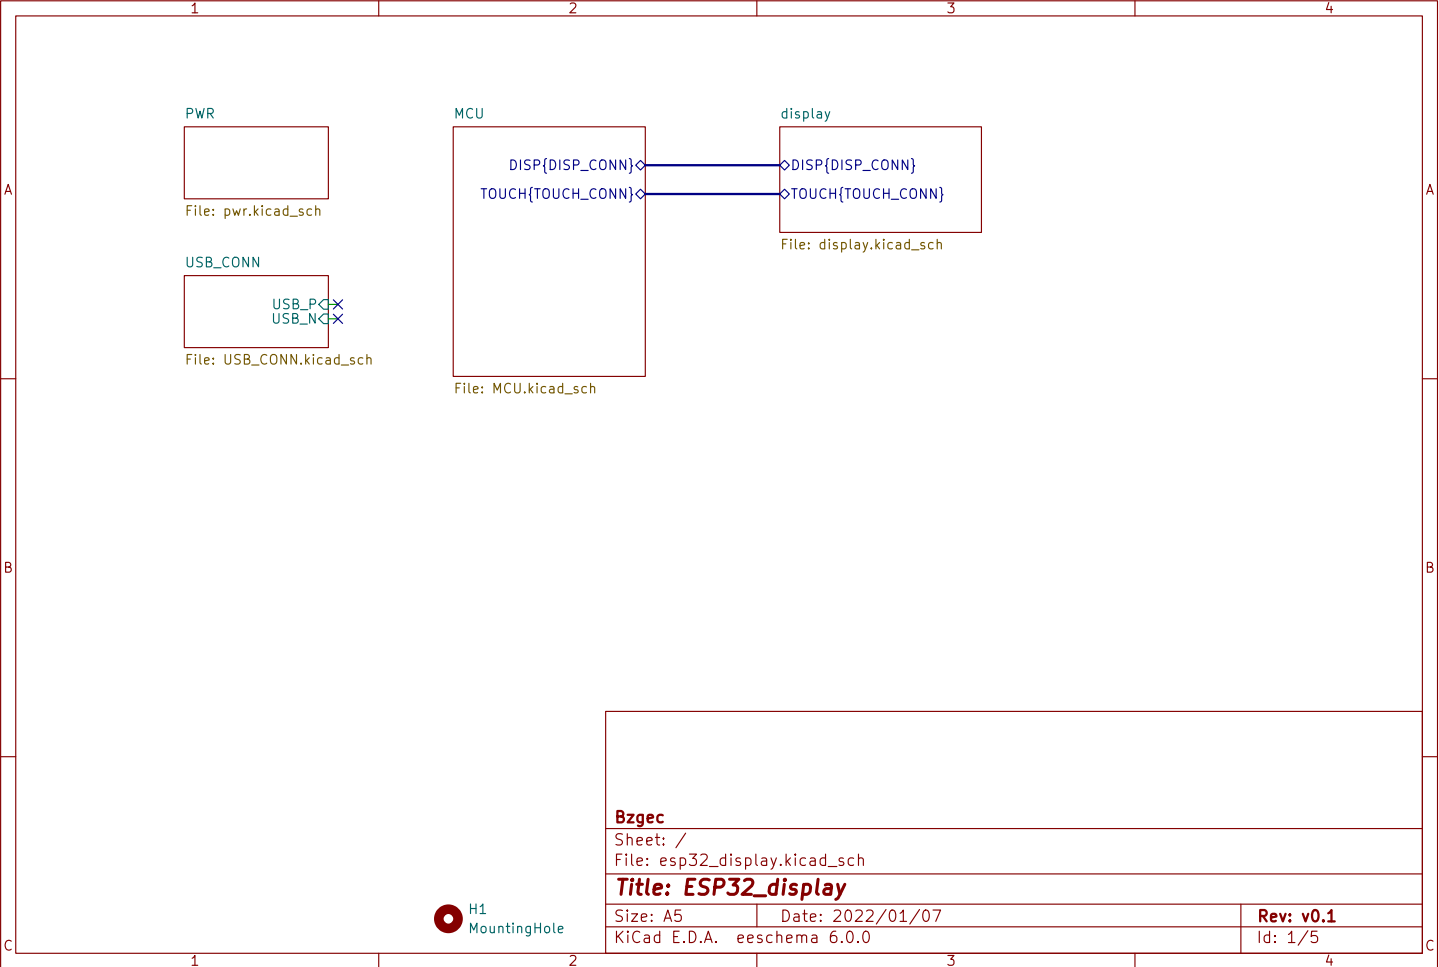 1 2 3 4
PWR
MCU
display
DISP{DISP_CONN}
DISP{DISP_CONN}
A
A
TOUCH{TOUCH_CONN}
TOUCH{TOUCH_CONN}
File: pwr.kicad_sch
File: display.kicad_sch
USB_CONN
USB_P
USB_N
File: USB_CONN.kicad_sch
File: MCU.kicad_sch
B
B
Bzgec
Sheet: /
File: esp32_display.kicad_sch
Title: ESP32_display
Size: A5
Date: 2022/01/07
Rev: v0.1
KiCad E.D.A. eeschema 6.0.0
Id: 1/5
H1
MountingHole
C
C
1 2 3 4